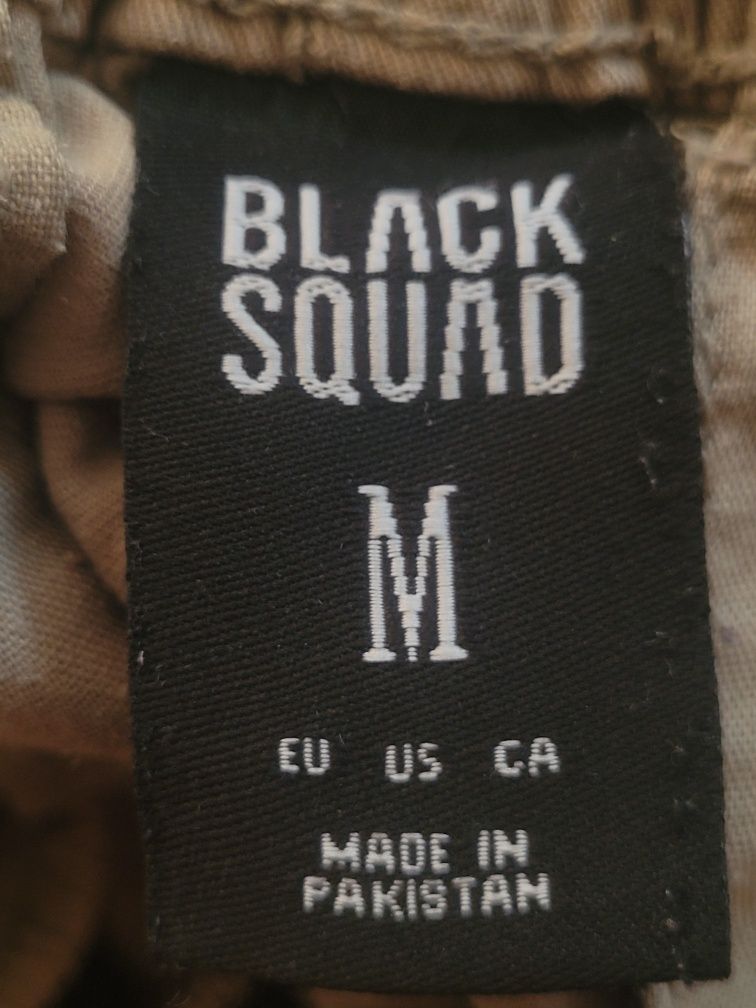 BLACK
SQUAD
M
EU US CA
MADE IN
PAKISTAN